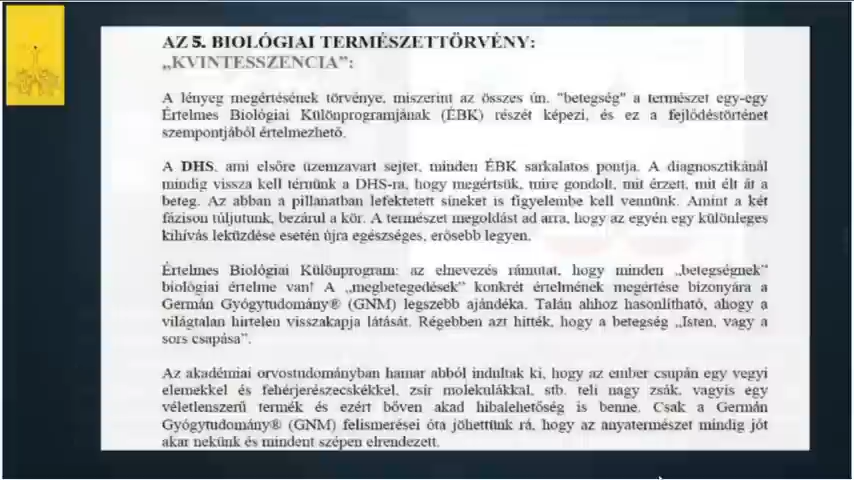 AZ 5. BIOLÓGIAI TERMÉSZETTÖRVÉNY:
„KVINTESSZENCIA”:
A lényeg megértésének törvénye, miszerint az összes ún. "betegség" a természet egy-egy
Értelmes Biológiai Különprogramjának (ÉBK) részét képezi, és ez a fejlődéstörténet
szempontjából értelmezhető.
A DHS, ami elsőre üzemzavart sejtet, minden ÉBK sarkalatos pontja. A diagnosztikánál
mindig vissza kell térnünk a DHS-ra, hogy megértsük, mire gondolt, mit érzett, mit élt át a
beteg. Az abban a pillanatban lefektetett síneket is figyelembe kell vennünk. Amint a két
fázison túljutunk, bezárul a kör. A természet megoldást ad arra, hogy az egyén egy különleges
kihívás leküzdése esetén újra egészséges, erősebb legyen.
Értelmes Biológiai Különprogram: az elnevezés rámutat, hogy minden „betegségnek”
biológiai értelme van! A „megbetegedések” konkrét értelmének megértése bizonyára a
Germán Gyógytudomány® (GNM) legszebb ajándéka. Talán ahhoz hasonlítható, ahogy a
világtalan hirtelen visszakapja látását. Régebben azt hitték, hogy a betegség „Isten, vagy a
sors csapása”.
Az akadémiai orvostudományban hamar abból indultak ki, hogy az ember csupán egy vegyi
elemekkel és fehérjerészecskékkel, zsír molekulákkal, stb. teli nagy zsák, vagyis egy
véletlenszerű termék és ezért bőven akad hibalehetőség is benne. Csak a Germán
Gyógytudomány® (GNM) felismerései óta jöhettünk rá, hogy az anyatermészet mindig jót
akar nekünk és mindent szépen elrendezett.